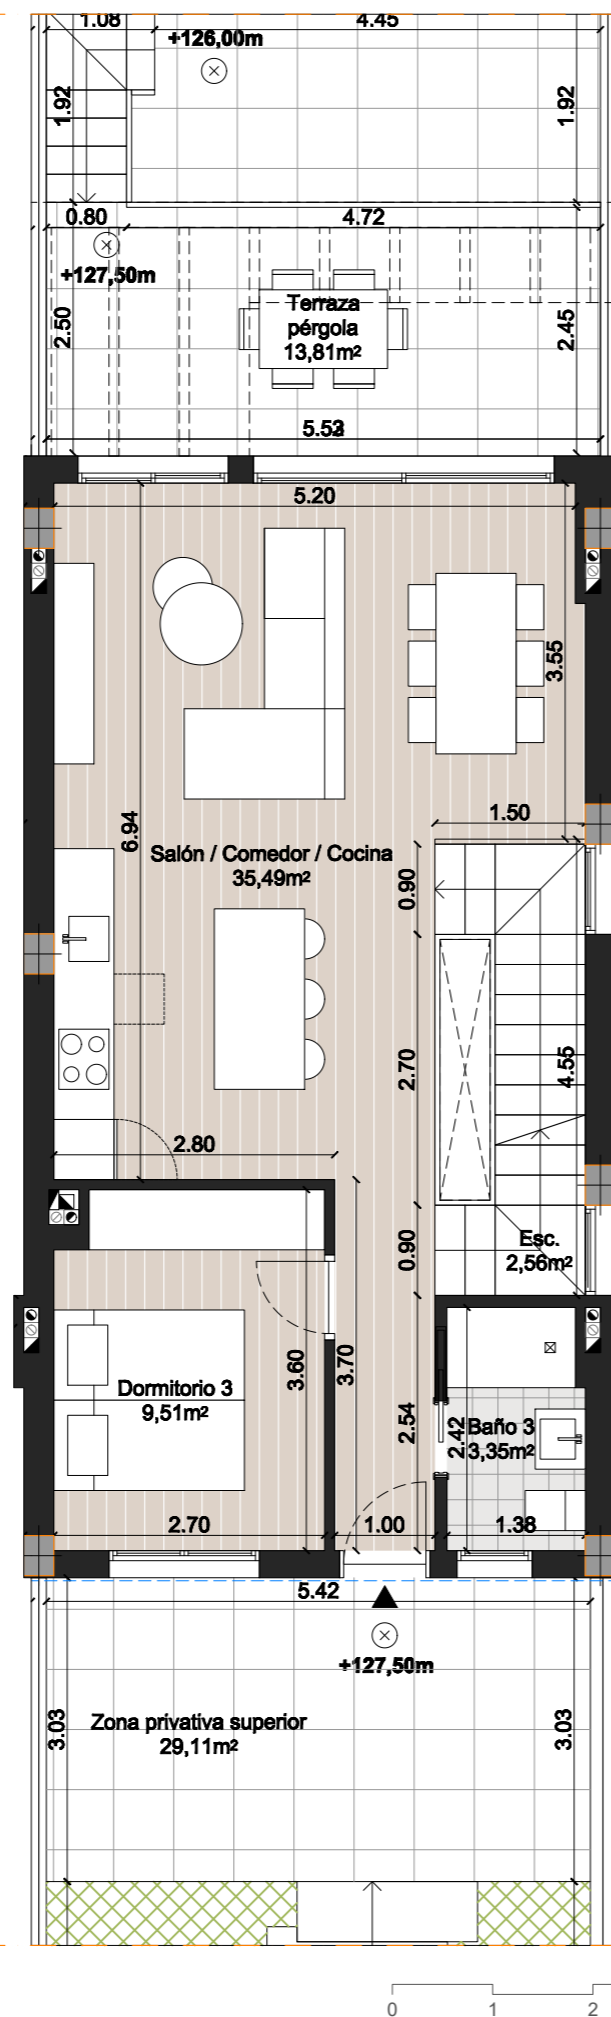 1.08
4.45
+126,00m
1.92
1.92
0.80
4.72
+127,50m
2.50
Terraza
pérgola
13,81m²
2.45
5.20
3.55
1.50
6.94
Salón / Comedor / Cocina
35,49m²
0.90
2.70
4.55
2.80
0.90
Esc.
2,56m²
3.60
3.70
Dormitorio 3
9,51m²
2.54
2.42
Baño 3
3,35m²
2.70
1.00
1.38
5.42
+127,50m
3.03
Zona privativa superior
29,11m²
3.03
0 1 2